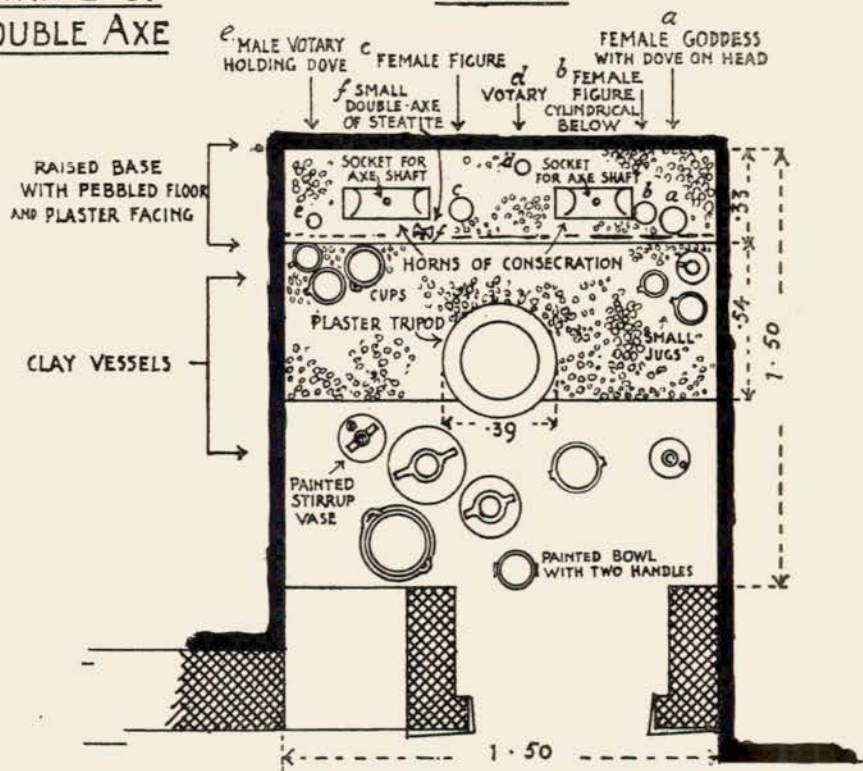 DOUBLE AXE
e. MALE VOTARY
HOLDING DOVE
c FEMALE FIGURE
f SMALL
DOUBLE-AXE
OF STEATITE
d
VOTARY
b FEMALE
FIGURE
CYLINDRICAL
BELOW
a
FEMALE GODDESS
WITH DOVE ON HEAD
RAISED BASE
WITH PEBBLED FLOOR
AND PLASTER FACING
SOCKET FOR
AXE SHAFT
d
SOCKET
FOR AXE SHAFT
e
c
b
a
f
.33
HORNS OF CONSECRATION
CUPS
PLASTER TRIPOD
SMALL
JUGS
.54
1.50
CLAY VESSELS
.39
PAINTED
STIRRUP
VASE
PAINTED BOWL
WITH TWO HANDLES
1.50